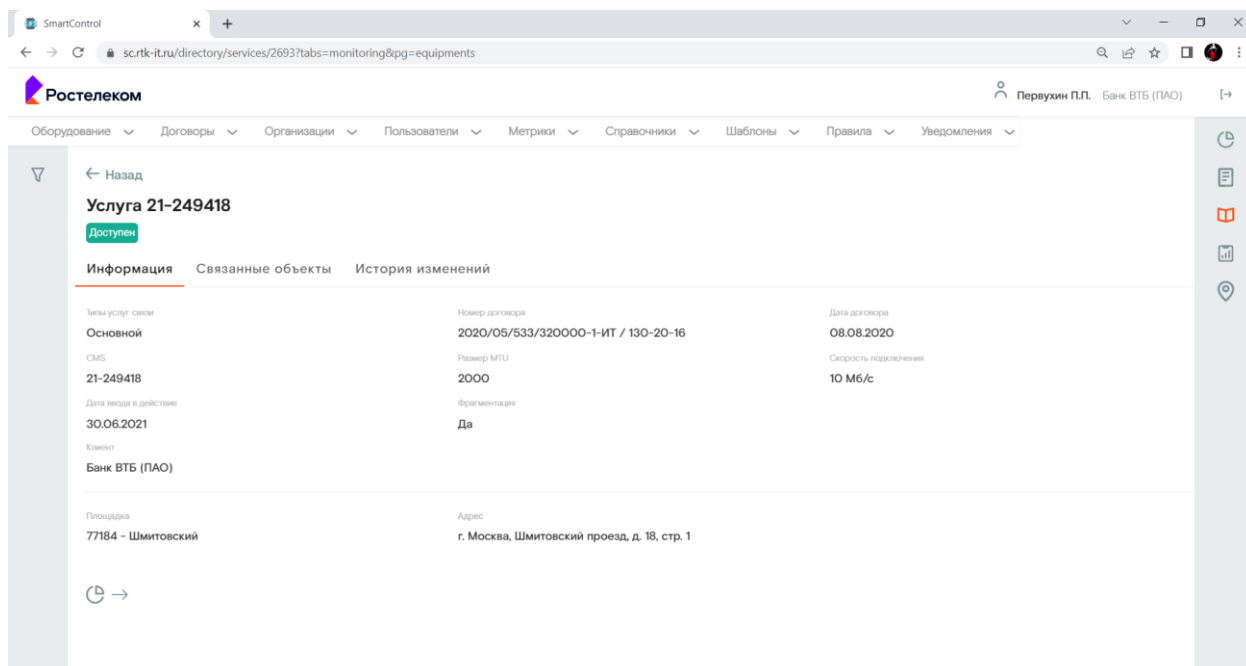 SmartControl
sc.rtk-it.ru/directory/services/2693?tabs=monitoring&pg=equipments
Ростелеком
Первухин П.П. Банк ВТБ (ПАО)
Оборудование Договоры Организации Пользователи Метрики Справочники Шаблоны Правила Уведомления
← Назад
Услуга 21-249418
Доступен
Информация Связанные объекты История изменений
Типы услуг связи Номер договора Дата договора
Основной 2020/05/533/320000-1-ИТ / 130-20-16 08.08.2020
CMS Размер MTU Скорость подключения
21-249418 2000 10 Мб/с
Дата ввода в действие Фрагментация
30.06.2021 Да
Клиент
Банк ВТБ (ПАО)
Площадка Адрес
77184 - Шмитовский г. Москва, Шмитовский проезд, д. 18, стр. 1